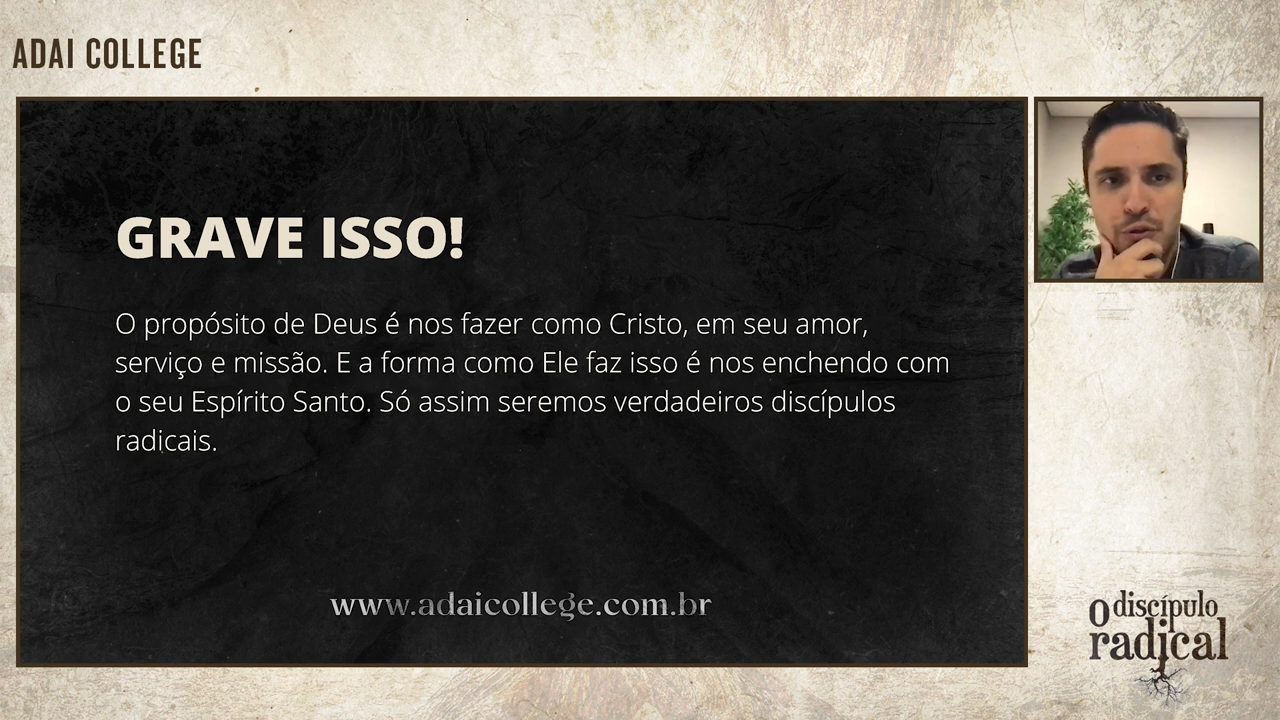 ADAI COLLEGE
GRAVE ISSO!
O propósito de Deus é nos fazer como Cristo, em seu amor,
serviço e missão. E a forma como Ele faz isso é nos enchendo com
o seu Espírito Santo. Só assim seremos verdadeiros discípulos
radicais.
www.adaicollege.com.br
o discípulo
radical